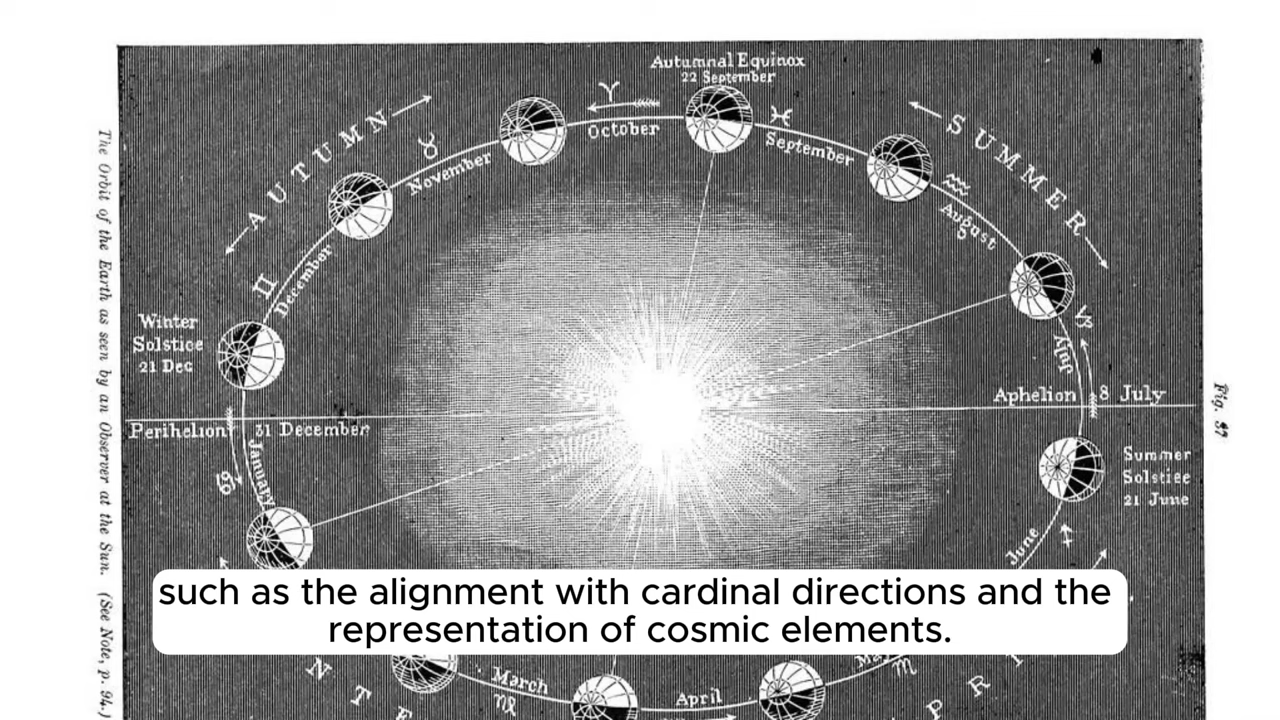 Autumnal Equinox
22 September
AUTUMN
SUMMER
October
September
November
August
December
July
Winter
Solstice
21 Dec
Aphelion
8 July
Perihelion
31 December
January
Summer
Solstice
21 June
June
The Orbit of the Earth as seen by an Observer at the Sun. (See Note, p. 94.)
Fig. 37
such as the alignment with cardinal directions and the
representation of cosmic elements.
March
April
N T E
P R I